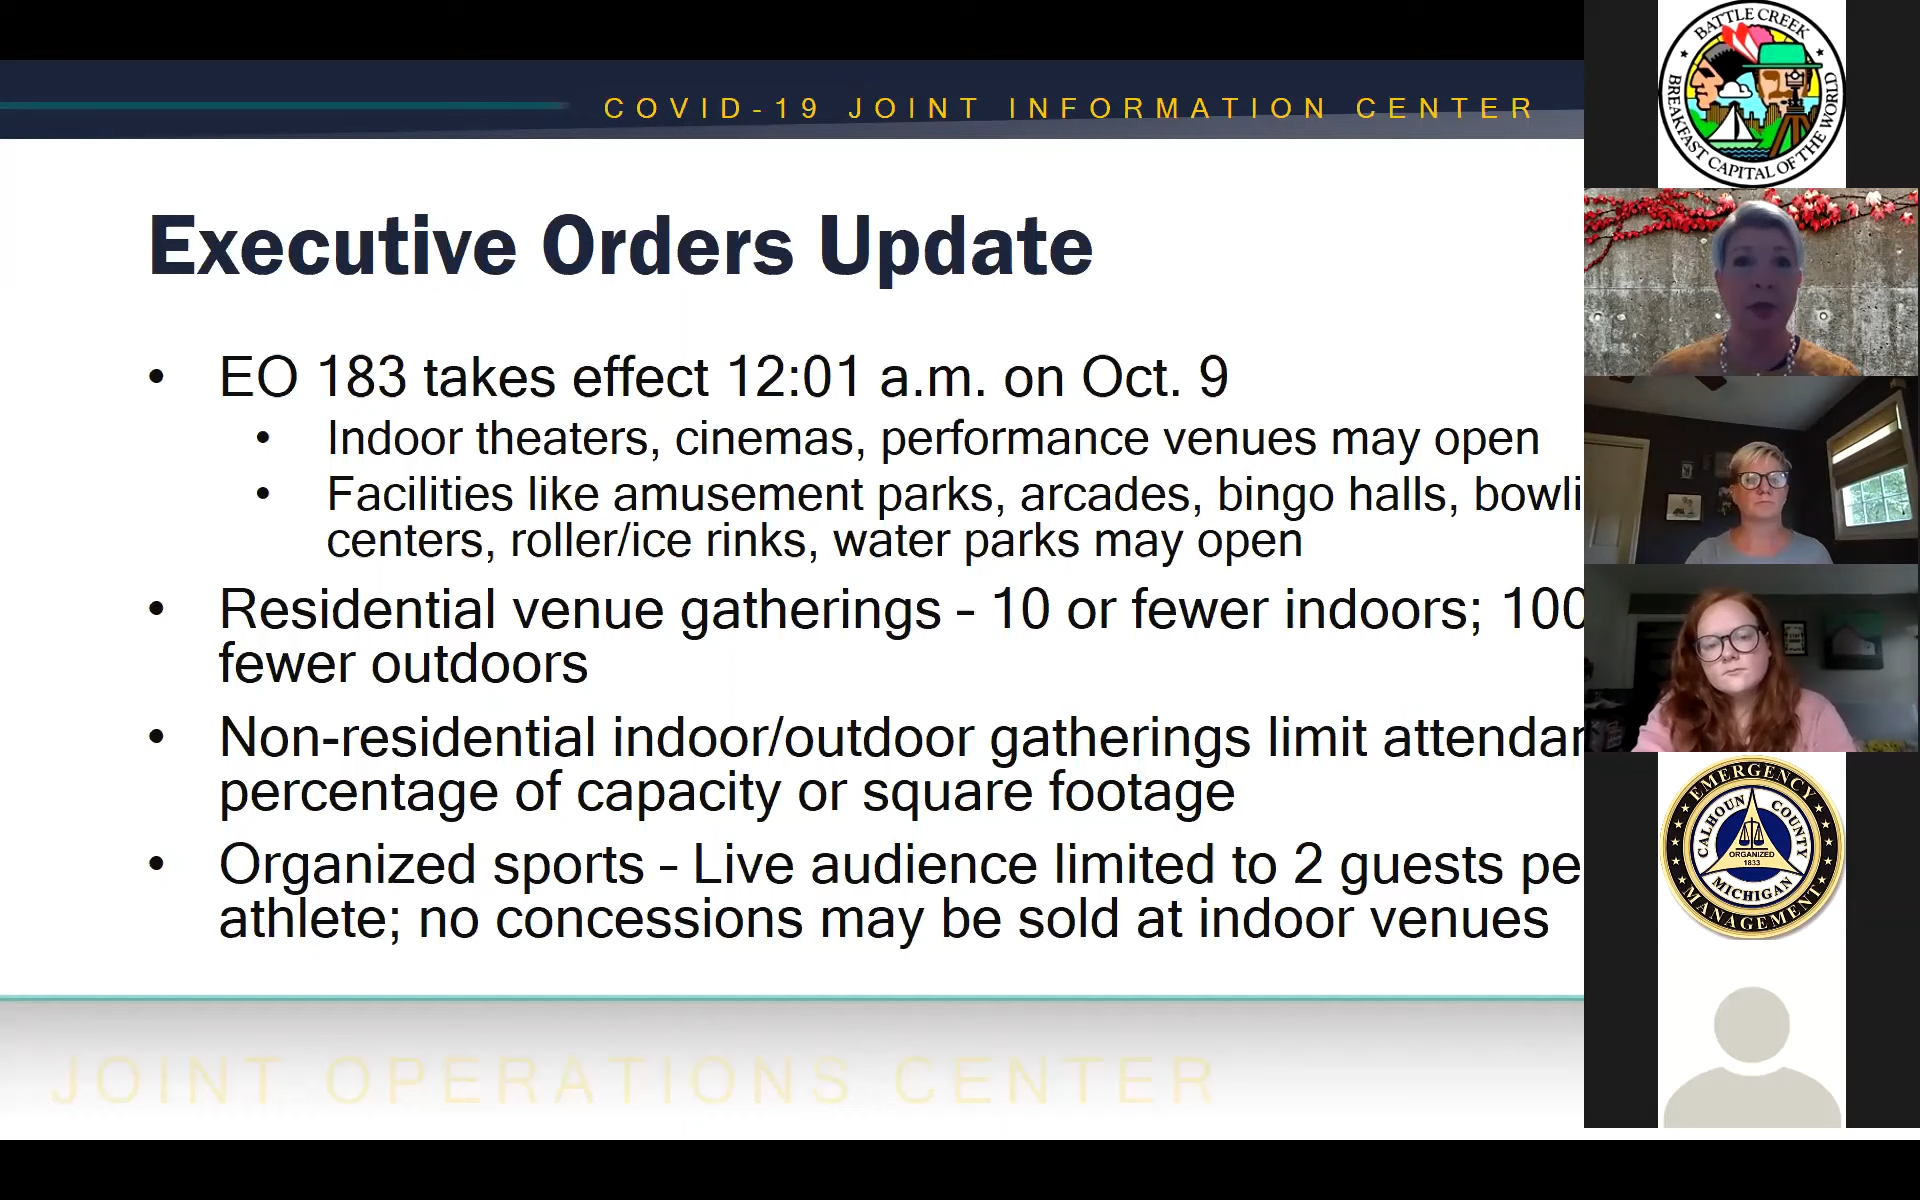 COVID-19 JOINT INFORMATION CENTER
Executive Orders Update
• EO 183 takes effect 12:01 a.m. on Oct. 9
• Indoor theaters, cinemas, performance venues may open
• Facilities like amusement parks, arcades, bingo halls, bowli
centers, roller/ice rinks, water parks may open
• Residential venue gatherings – 10 or fewer indoors; 100
fewer outdoors
• Non-residential indoor/outdoor gatherings limit attendan
percentage of capacity or square footage
• Organized sports – Live audience limited to 2 guests pe
athlete; no concessions may be sold at indoor venues
JOINT OPERATIONS CENTER
BATTLE CREEK
BREAKFAST CAPITAL OF THE WORLD
EMERGENCY
CALHOUN COUNTY
ORGANIZED
1833
MICHIGAN
MANAGEMENT